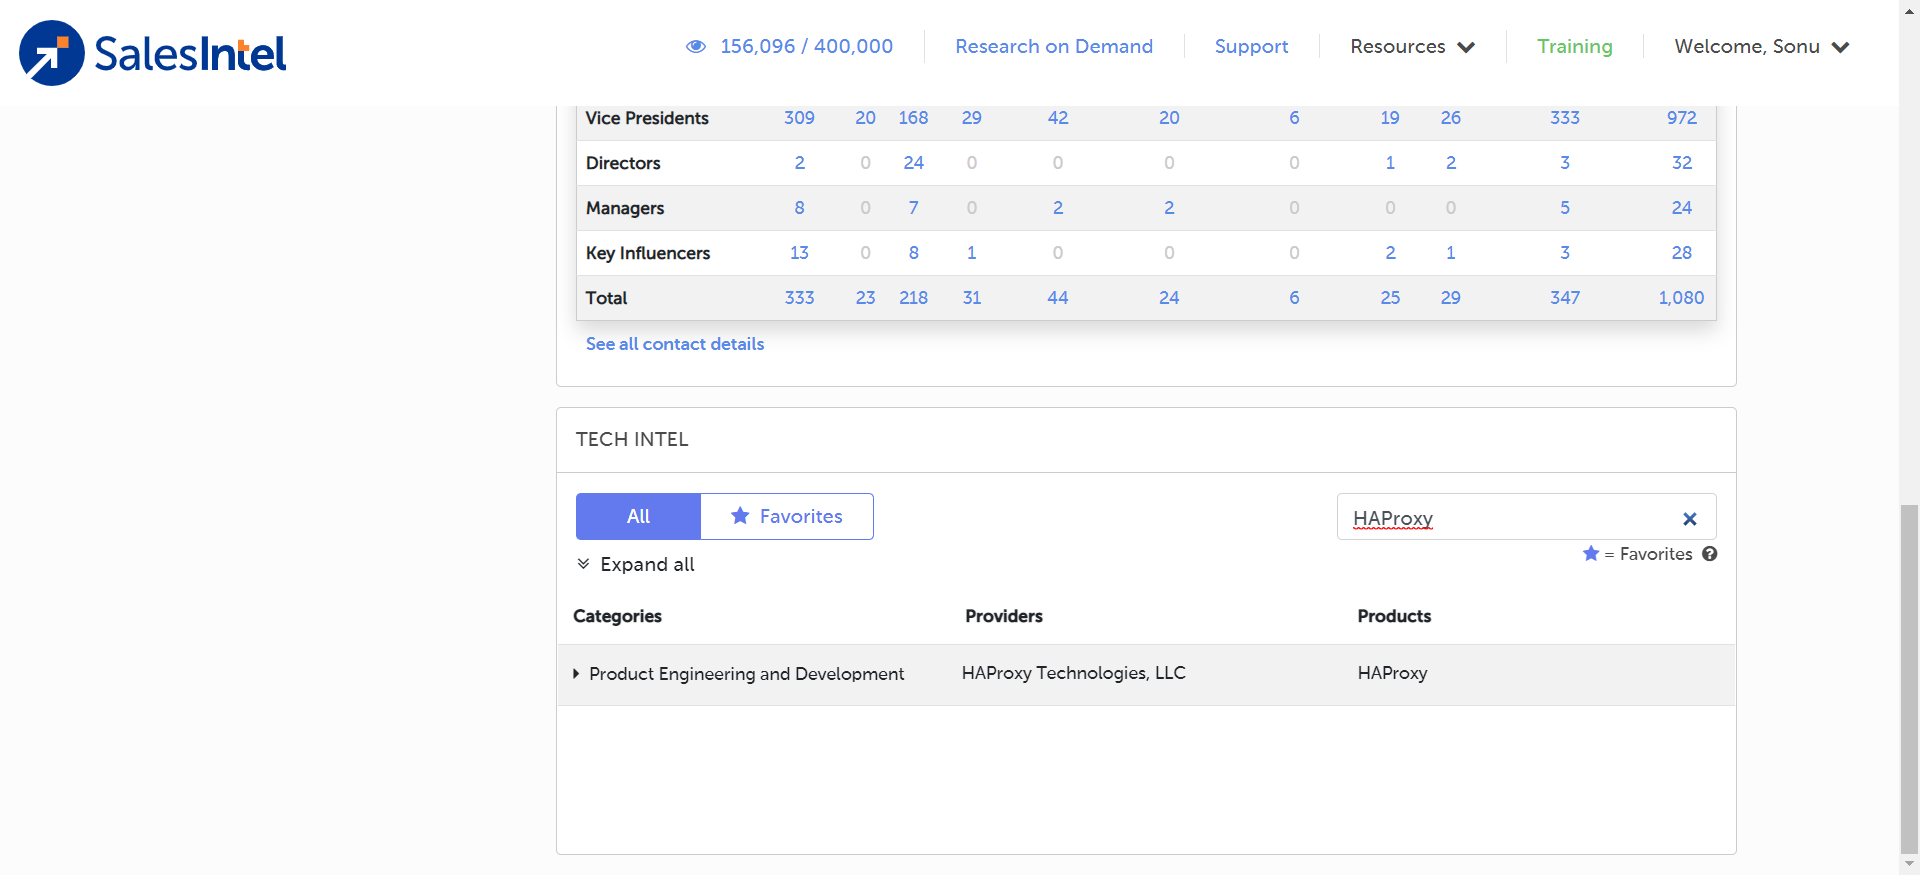 SalesIntel
156,096 / 400,000 Research on Demand Support Resources Training Welcome, Sonu
Vice Presidents 309 20 168 29 42 20 6 19 26 333 972
Directors 2 0 24 0 0 0 0 1 2 3 32
Managers 8 0 7 0 2 2 0 0 0 5 24
Key Influencers 13 0 8 1 0 0 0 2 1 3 28
Total 333 23 218 31 44 24 6 25 29 347 1,080
See all contact details
TECH INTEL
All Favorites HAProxy
= Favorites
Expand all
Categories Providers Products
Product Engineering and Development HAProxy Technologies, LLC HAProxy